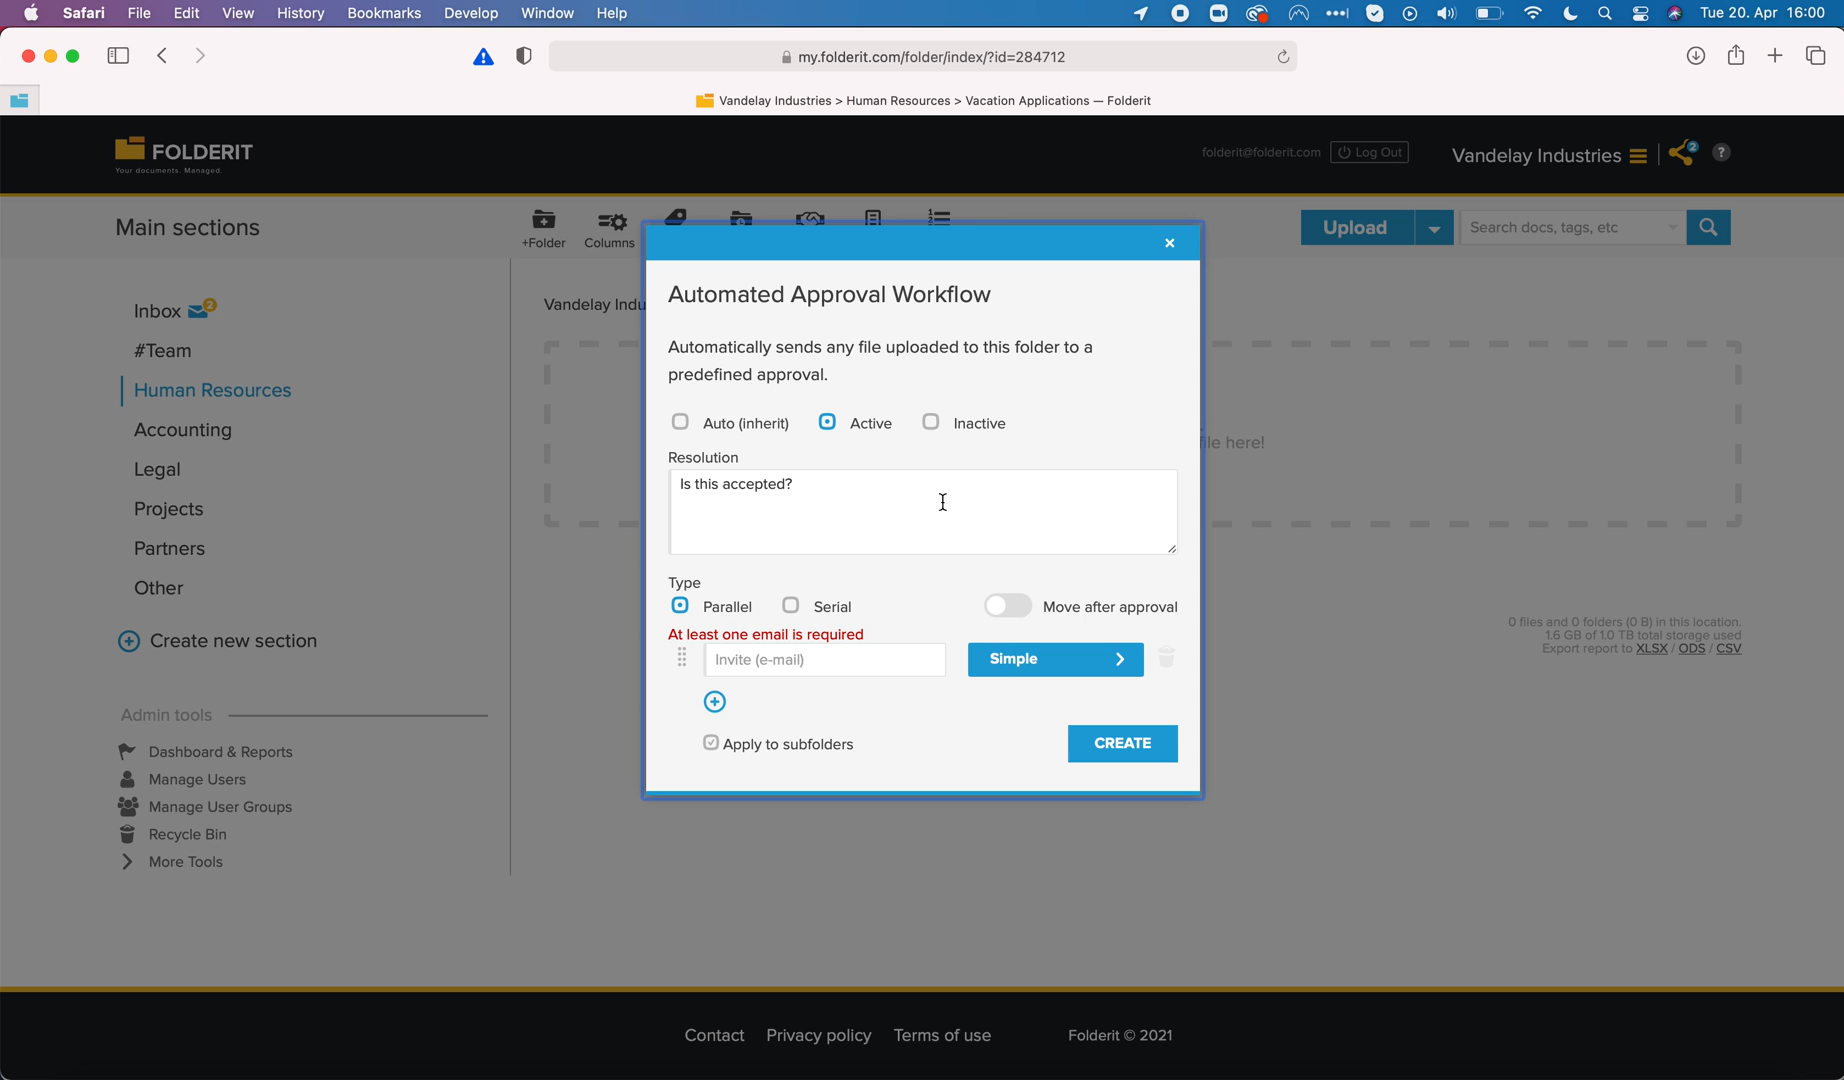 Safari File Edit View History Bookmarks Develop Window Help Tue 20. Apr 16:00
my.folderit.com/folder/index/?id=284712
Vandelay Industries > Human Resources > Vacation Applications — Folderit
FOLDERIT
Your documents. Managed.
folderit@folderit.com Log Out Vandelay Industries 2 ?
Main sections
+Folder Columns
Upload Search docs, tags, etc
Inbox 2
#Team
Human Resources
Accounting
Legal
Projects
Partners
Other
Create new section
Admin tools
Dashboard & Reports
Manage Users
Manage User Groups
Recycle Bin
More Tools
Vandelay Indu
Automated Approval Workflow
Automatically sends any file uploaded to this folder to a
predefined approval.
Auto (inherit) Active Inactive
Resolution
Is this accepted?
Type
Parallel Serial Move after approval
At least one email is required
Invite (e-mail) Simple
Apply to subfolders CREATE
file here!
0 files and 0 folders (0 B) in this location.
1.6 GB of 1.0 TB total storage used
Export report to XLSX / ODS / CSV
Contact Privacy policy Terms of use Folderit © 2021